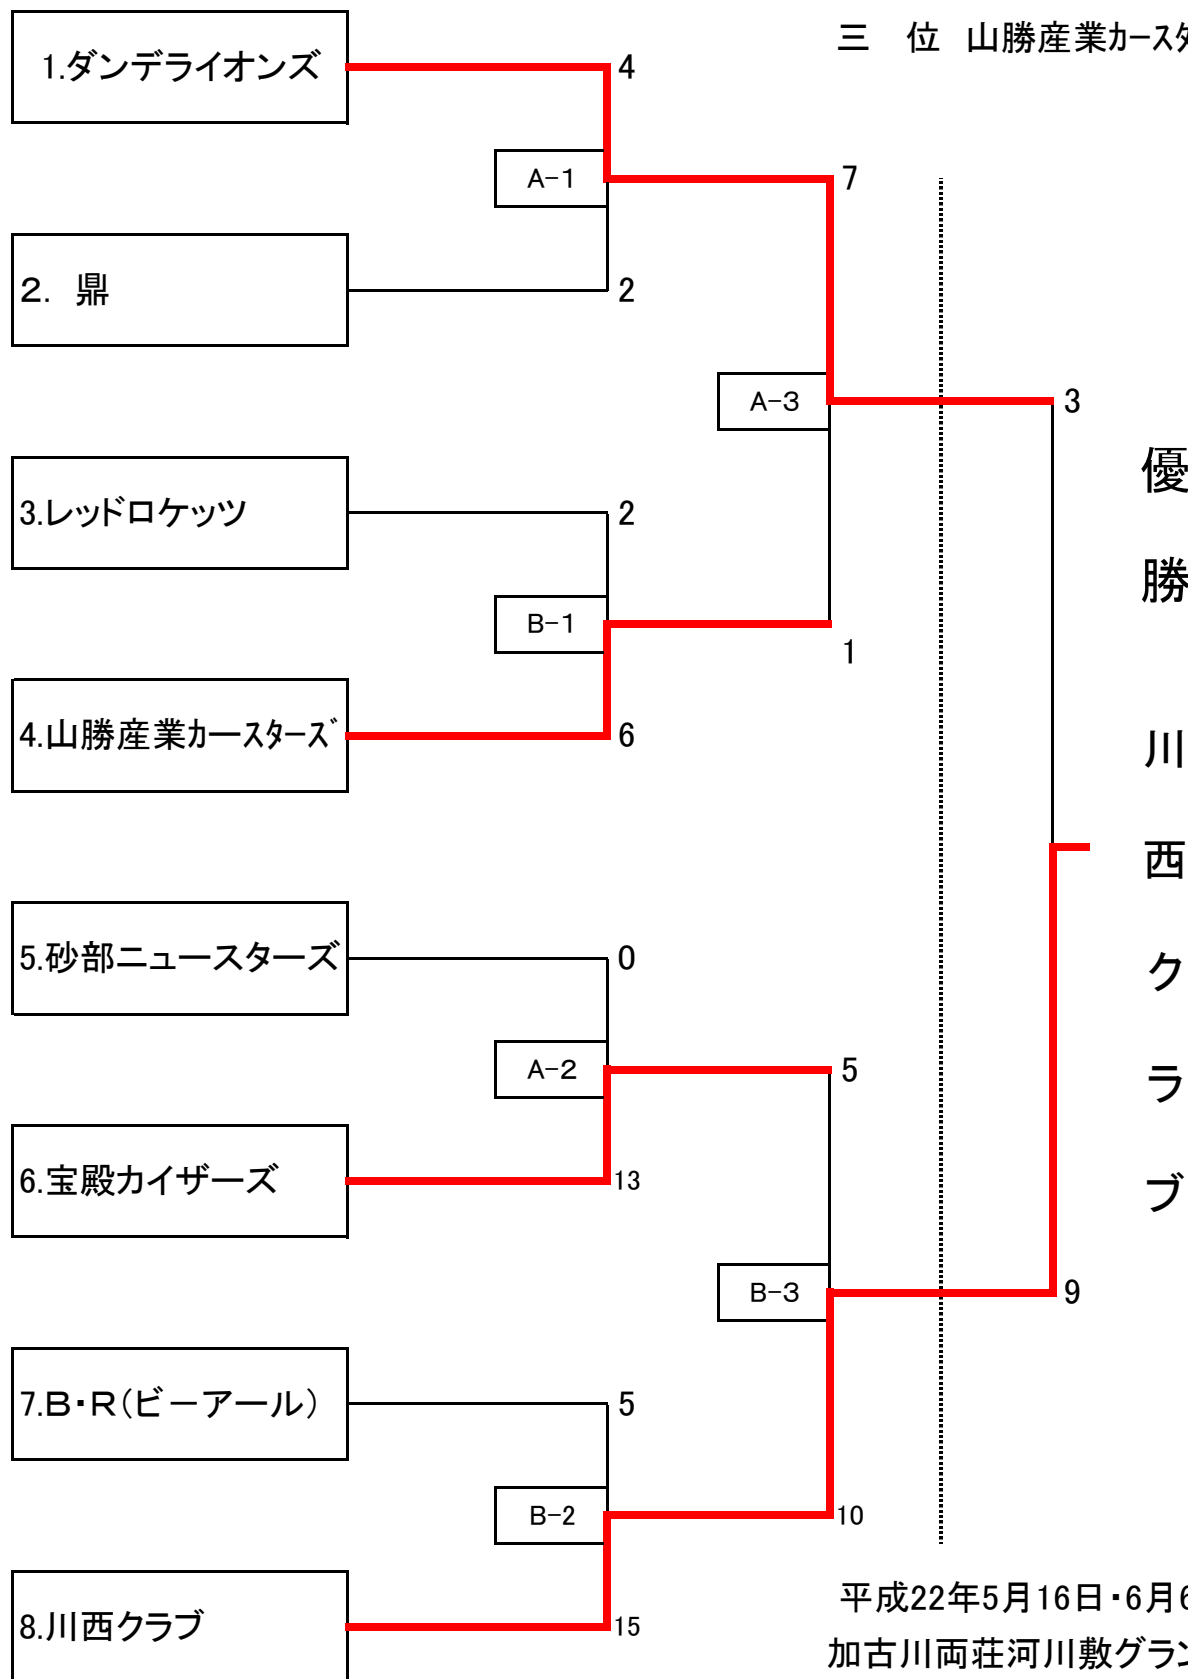 三　位　山勝産業カースタ
1.ダンデライオンズ
4
A-1
7
2.　鼎
2
A-3
3
3.レッドロケッツ
2
B-1
1
4.山勝産業カースターズ
6
5.砂部ニュースターズ
0
A-2
5
6.宝殿カイザーズ
13
B-3
9
7.B・R(ビーアール)
5
B-2
10
8.川西クラブ
15
優勝　川西クラブ
平成22年5月16日・6月6
加古川両荘河川敷グラン